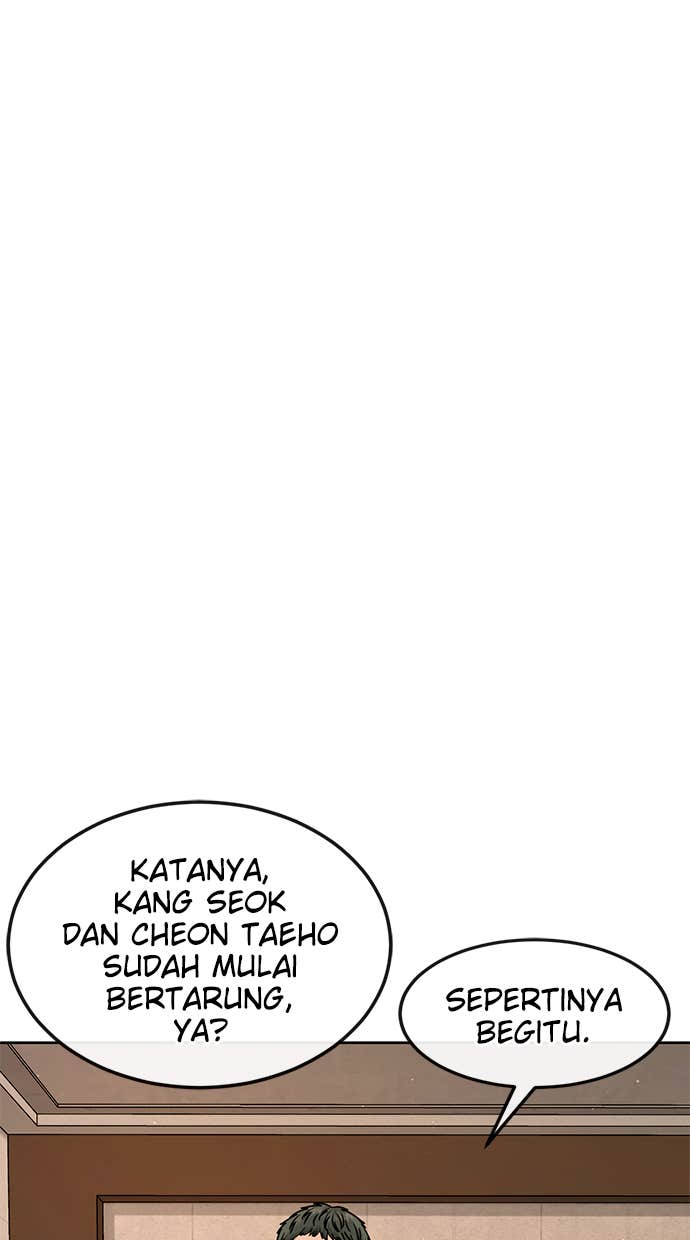 KATANYA,
KANG SEOK
DAN CHEON TAEHO
SUDAH MULAI
BERTARUNG,
YA?
SEPERTINYA
BEGITU.